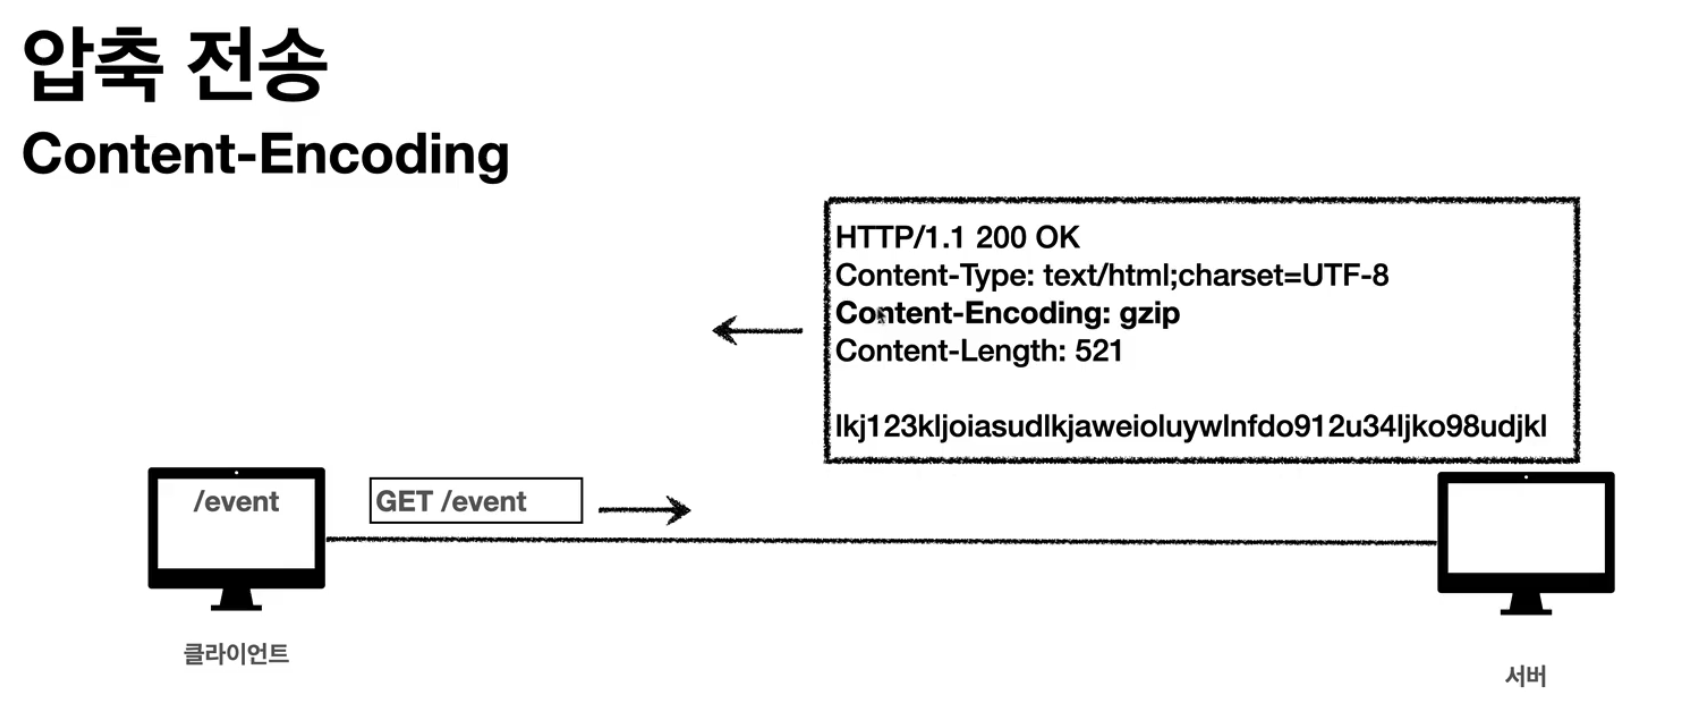 압축 전송
Content-Encoding
HTTP/1.1 200 OK
Content-Type: text/html;charset=UTF-8
Content-Encoding: gzip
Content-Length: 521
lkj123kljoiasudlkjaweioluywlnfdo912u34ljko98udjkl
/event
GET /event
클라이언트
서버